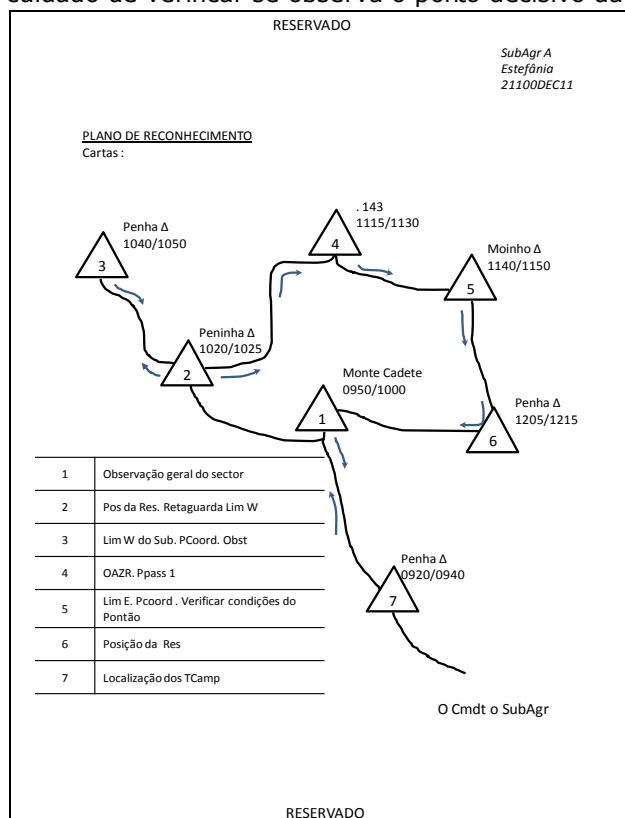 cuidado de verificar se observa o ponto decisivo da
RESERVADO
SubAgr A
Estefânia
21100DEC11
PLANO DE RECONHECIMENTO
Cartas :
Penha Δ
1040/1050
3
. 143
1115/1130
4
Moinho Δ
1140/1150
5
Peninha Δ
1020/1025
2
Monte Cadete
0950/1000
1
Penha Δ
1205/1215
6
1 Observação geral do sector
2 Pos da Res. Retaguarda Lim W
3 Lim W do Sub. PCoord. Obst
4 OAZR. Ppass 1
5 Lim E. Pcoord . Verificar condições do
Pontão
6 Posição da Res
7 Localização dos TCamp
Penha Δ
0920/0940
7
O Cmdt o SubAgr
RESERVADO